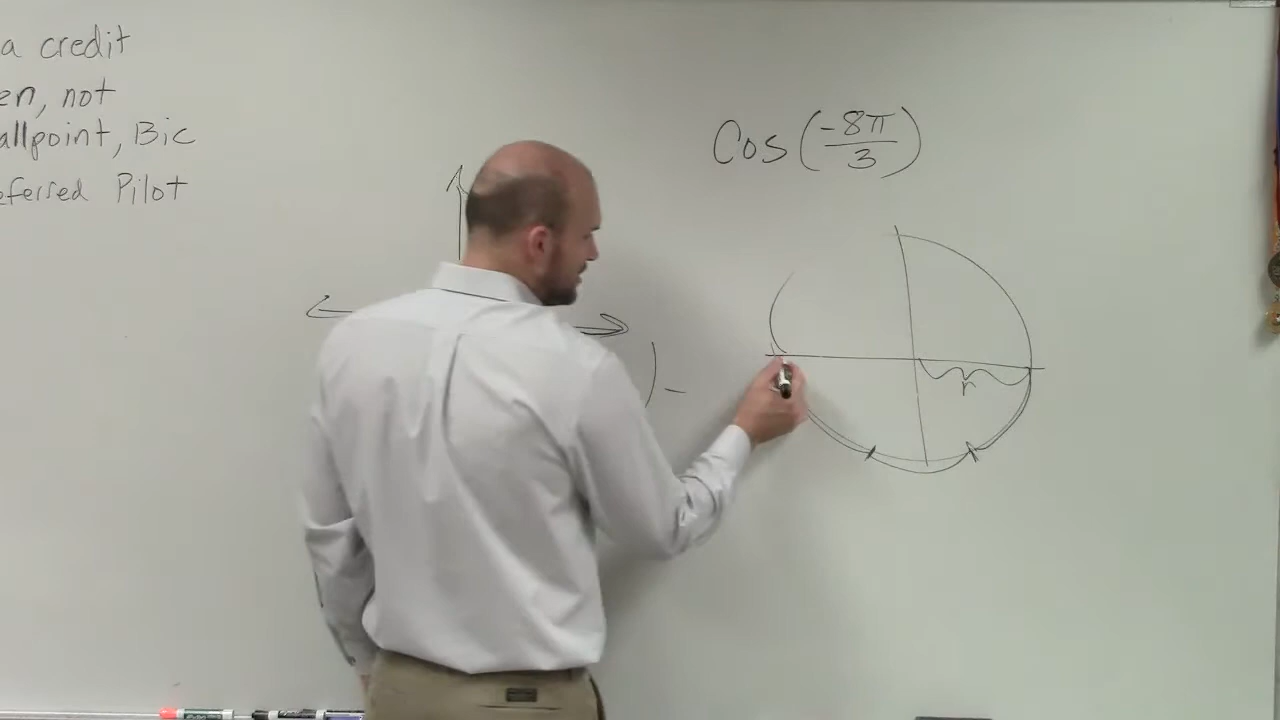 a credit
en, not
allpoint, Bic
eferred Pilot
Cos(-8π/3)
r
) -